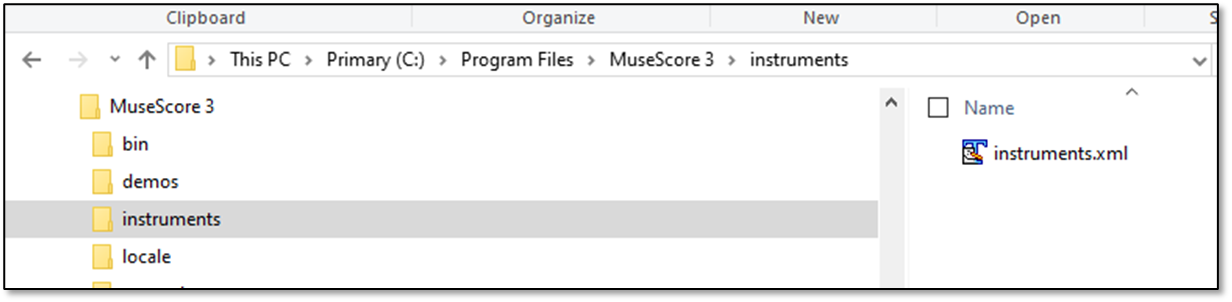 Clipboard Organize New Open
This PC > Primary (C:) > Program Files > MuseScore 3 > instruments
MuseScore 3
bin
demos
instruments
locale
Name
instruments.xml